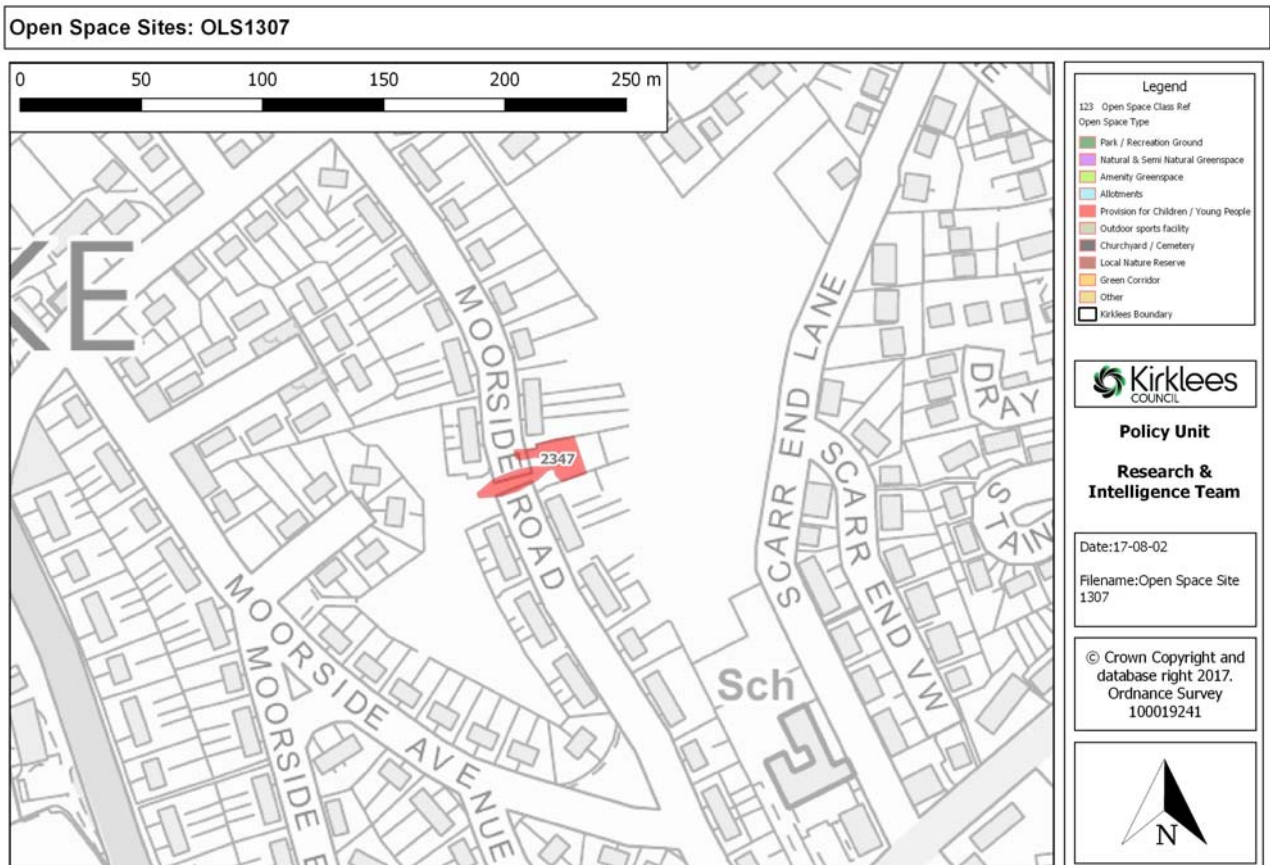 Open Space Sites: OLS1307
0 50 100 150 200 250 m
KE
MOORSIDE ROAD
2347
SCARR END LANE
SCARR END VW
DRAY
STAIN
MOORSIDE AVENUE
MOORSIDE
Sch
Legend
123 Open Space Class Ref
Open Space Type
Park / Recreation Ground
Natural & Semi Natural Greenspace
Amenity Greenspace
Allotments
Provision for Children / Young People
Outdoor sports facility
Churchyard / Cemetery
Local Nature Reserve
Green Corridor
Other
Kirklees Boundary
Kirklees
COUNCIL
Policy Unit
Research &
Intelligence Team
Date:17-08-02
Filename:Open Space Site
1307
© Crown Copyright and
database right 2017.
Ordnance Survey
100019241
N